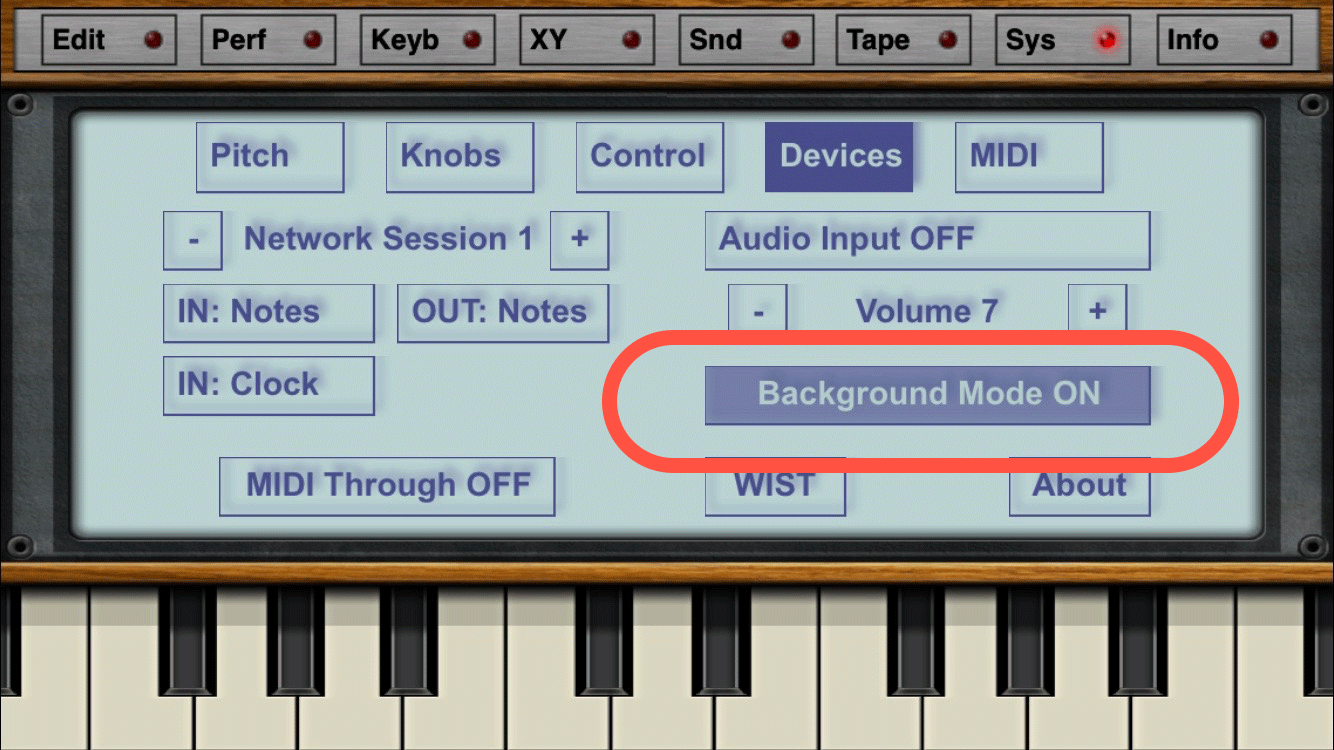 Edit Perf Keyb XY Snd Tape Sys Info
Pitch Knobs Control Devices MIDI
- Network Session 1 + Audio Input OFF
IN: Notes OUT: Notes - Volume 7 +
IN: Clock Background Mode ON
MIDI Through OFF WIST About